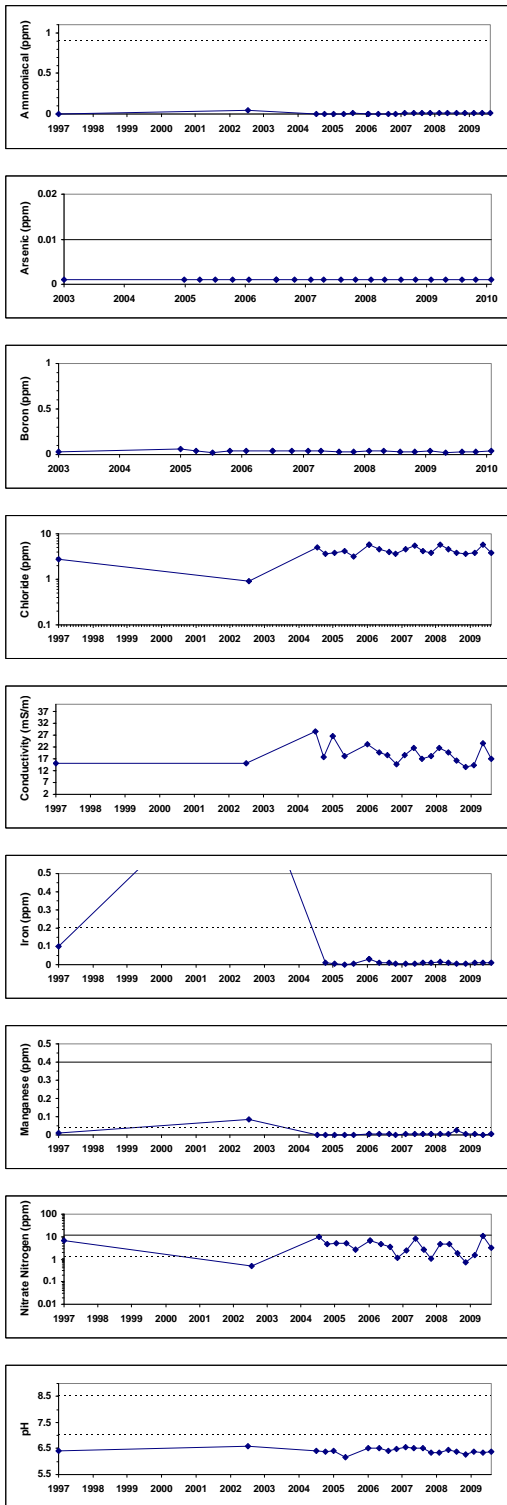 Ammoniacal (ppm)
1
0.5
0
1997 1998 1999 2000 2001 2002 2003 2004 2005 2006 2007 2008 2009
Arsenic (ppm)
0.02
0.01
0
2003 2004 2005 2006 2007 2008 2009 2010
Boron (ppm)
1
0.5
0
2003 2004 2005 2006 2007 2008 2009 2010
Chloride (ppm)
10
1
0.1
1997 1998 1999 2000 2001 2002 2003 2004 2005 2006 2007 2008 2009
Conductivity (mS/m)
37
32
27
22
17
12
7
2
1997 1998 1999 2000 2001 2002 2003 2004 2005 2006 2007 2008 2009
Iron (ppm)
0.5
0.4
0.3
0.2
0.1
0
1997 1998 1999 2000 2001 2002 2003 2004 2005 2006 2007 2008 2009
Manganese (ppm)
0.5
0.4
0.3
0.2
0.1
0
1997 1998 1999 2000 2001 2002 2003 2004 2005 2006 2007 2008 2009
Nitrate Nitrogen (ppm)
100
10
1
0.1
0.01
1997 1998 1999 2000 2001 2002 2003 2004 2005 2006 2007 2008 2009
pH
8.5
7.5
6.5
5.5
1997 1998 1999 2000 2001 2002 2003 2004 2005 2006 2007 2008 2009